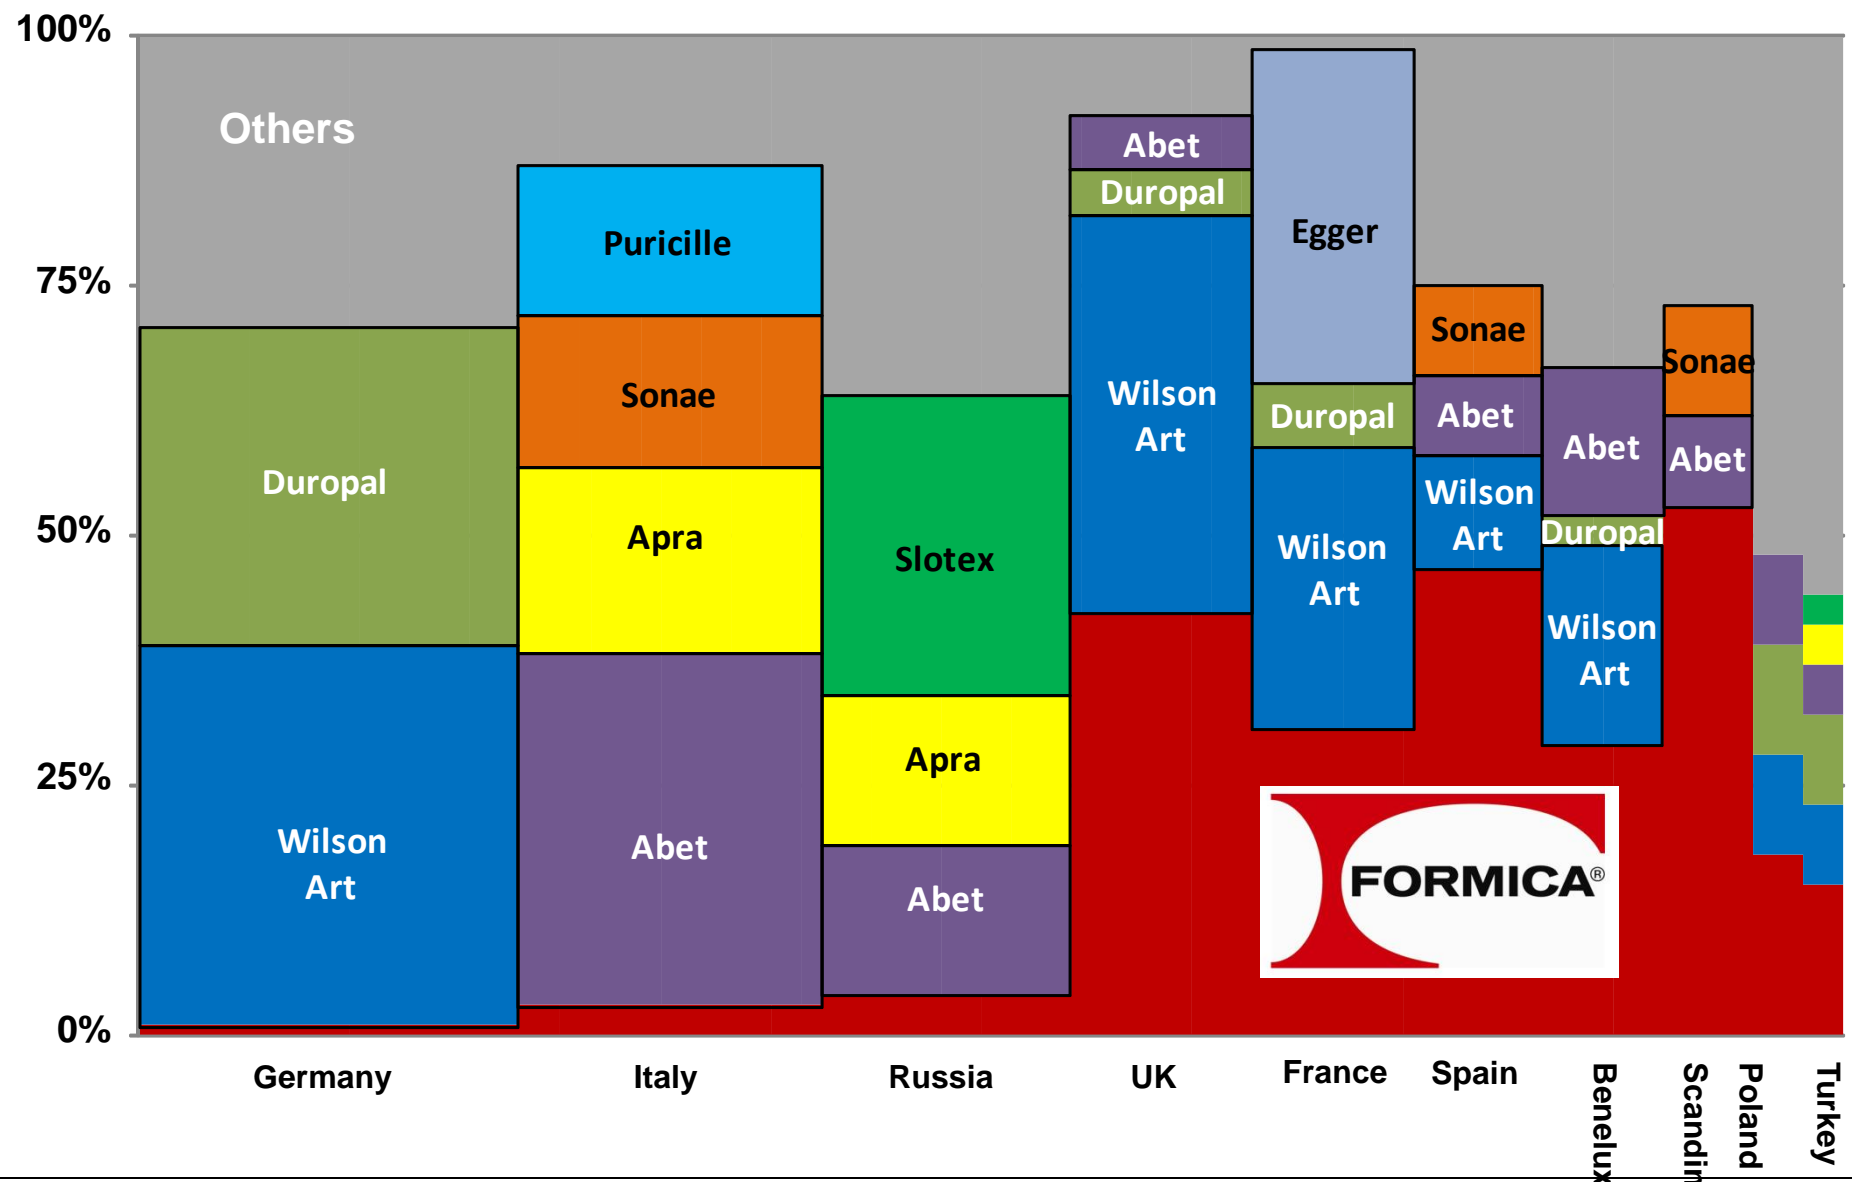 100%
75%
50%
25%
0%
Others
Duropal
Wilson
Art
Puricille
Sonae
Apra
Abet
Slotex
Apra
Abet
Abet
Duropal
Wilson
Art
Egger
Duropal
Wilson
Art
Sonae
Abet
Wilson
Art
Abet
Duropal
Wilson
Art
Sonae
Abet
FORMICA®
Germany
Italy
Russia
UK
France
Spain
Benelux
Scandin
Poland
Turkey